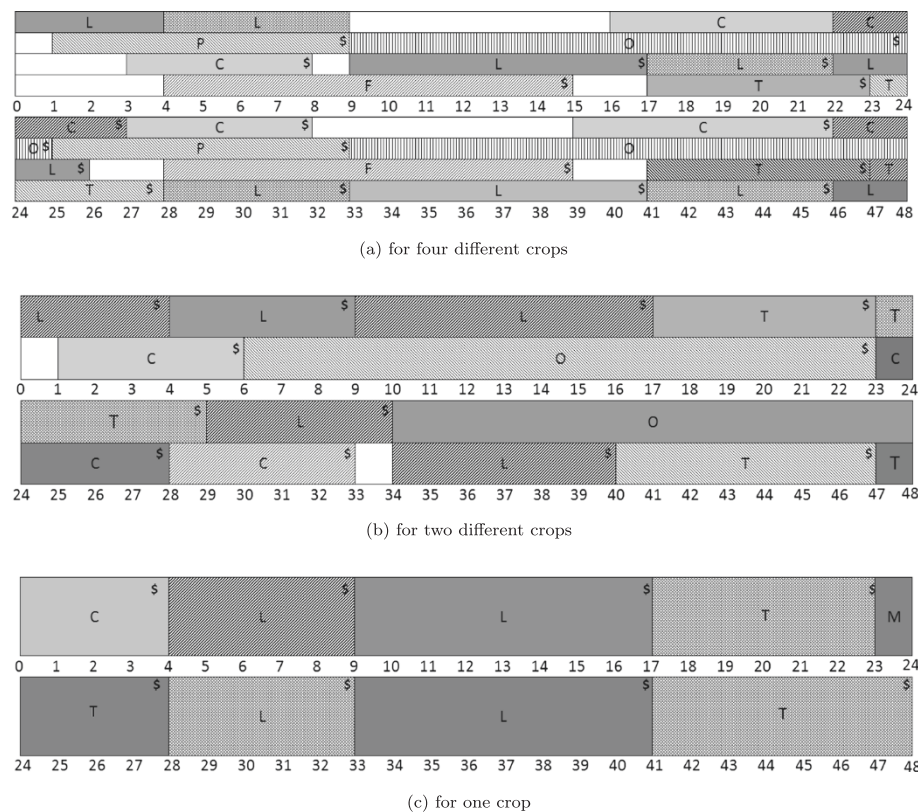 L L C C
P $ O $
C $ L $ L $ L
F $ T $ T
0 1 2 3 4 5 6 7 8 9 10 11 12 13 14 15 16 17 18 19 20 21 22 23 24
C $ C $ C $ C
O $ P $ O
L $ F $ T $ T
T $ L $ L $ L $ L
24 25 26 27 28 29 30 31 32 33 34 35 36 37 38 39 40 41 42 43 44 45 46 47 48
(a) for four different crops
L $ L $ L $ T $ T
C $ O $ C
0 1 2 3 4 5 6 7 8 9 10 11 12 13 14 15 16 17 18 19 20 21 22 23 24
T $ L $ O
C $ C $ L $ T $ T
24 25 26 27 28 29 30 31 32 33 34 35 36 37 38 39 40 41 42 43 44 45 46 47 48
(b) for two different crops
C $ L $ L $ T $ M
0 1 2 3 4 5 6 7 8 9 10 11 12 13 14 15 16 17 18 19 20 21 22 23 24
T $ L $ L $ T $
24 25 26 27 28 29 30 31 32 33 34 35 36 37 38 39 40 41 42 43 44 45 46 47 48
(c) for one crop